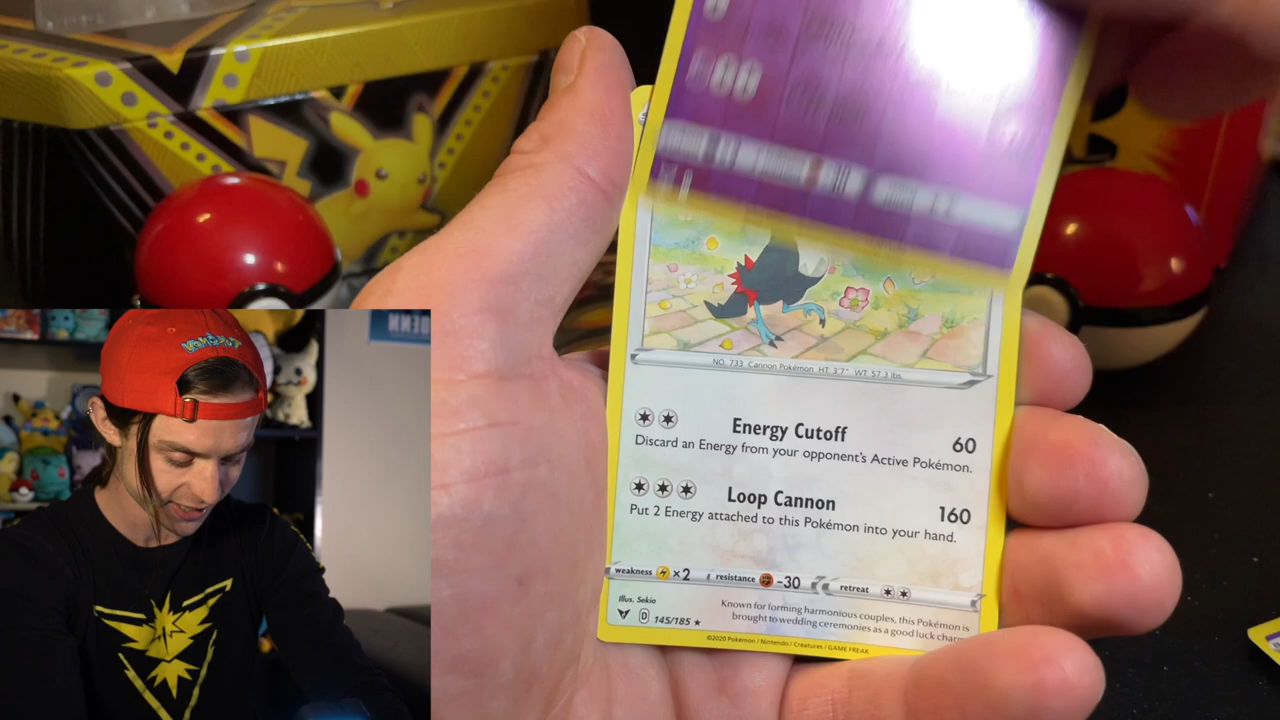 NO. 733 Cannon Pokémon HT: 3'7" WT: 57.3 lbs.
Energy Cutoff 60
Discard an Energy from your opponent's Active Pokémon.
Loop Cannon 160
Put 2 Energy attached to this Pokémon into your hand.
weakness ×2 resistance -30 retreat
Illus. Sekio
D 145/185 ★
Known for forming harmonious couples, this Pokémon is
brought to wedding ceremonies as a good luck charm.
©2020 Pokémon / Nintendo / Creatures / GAME FREAK